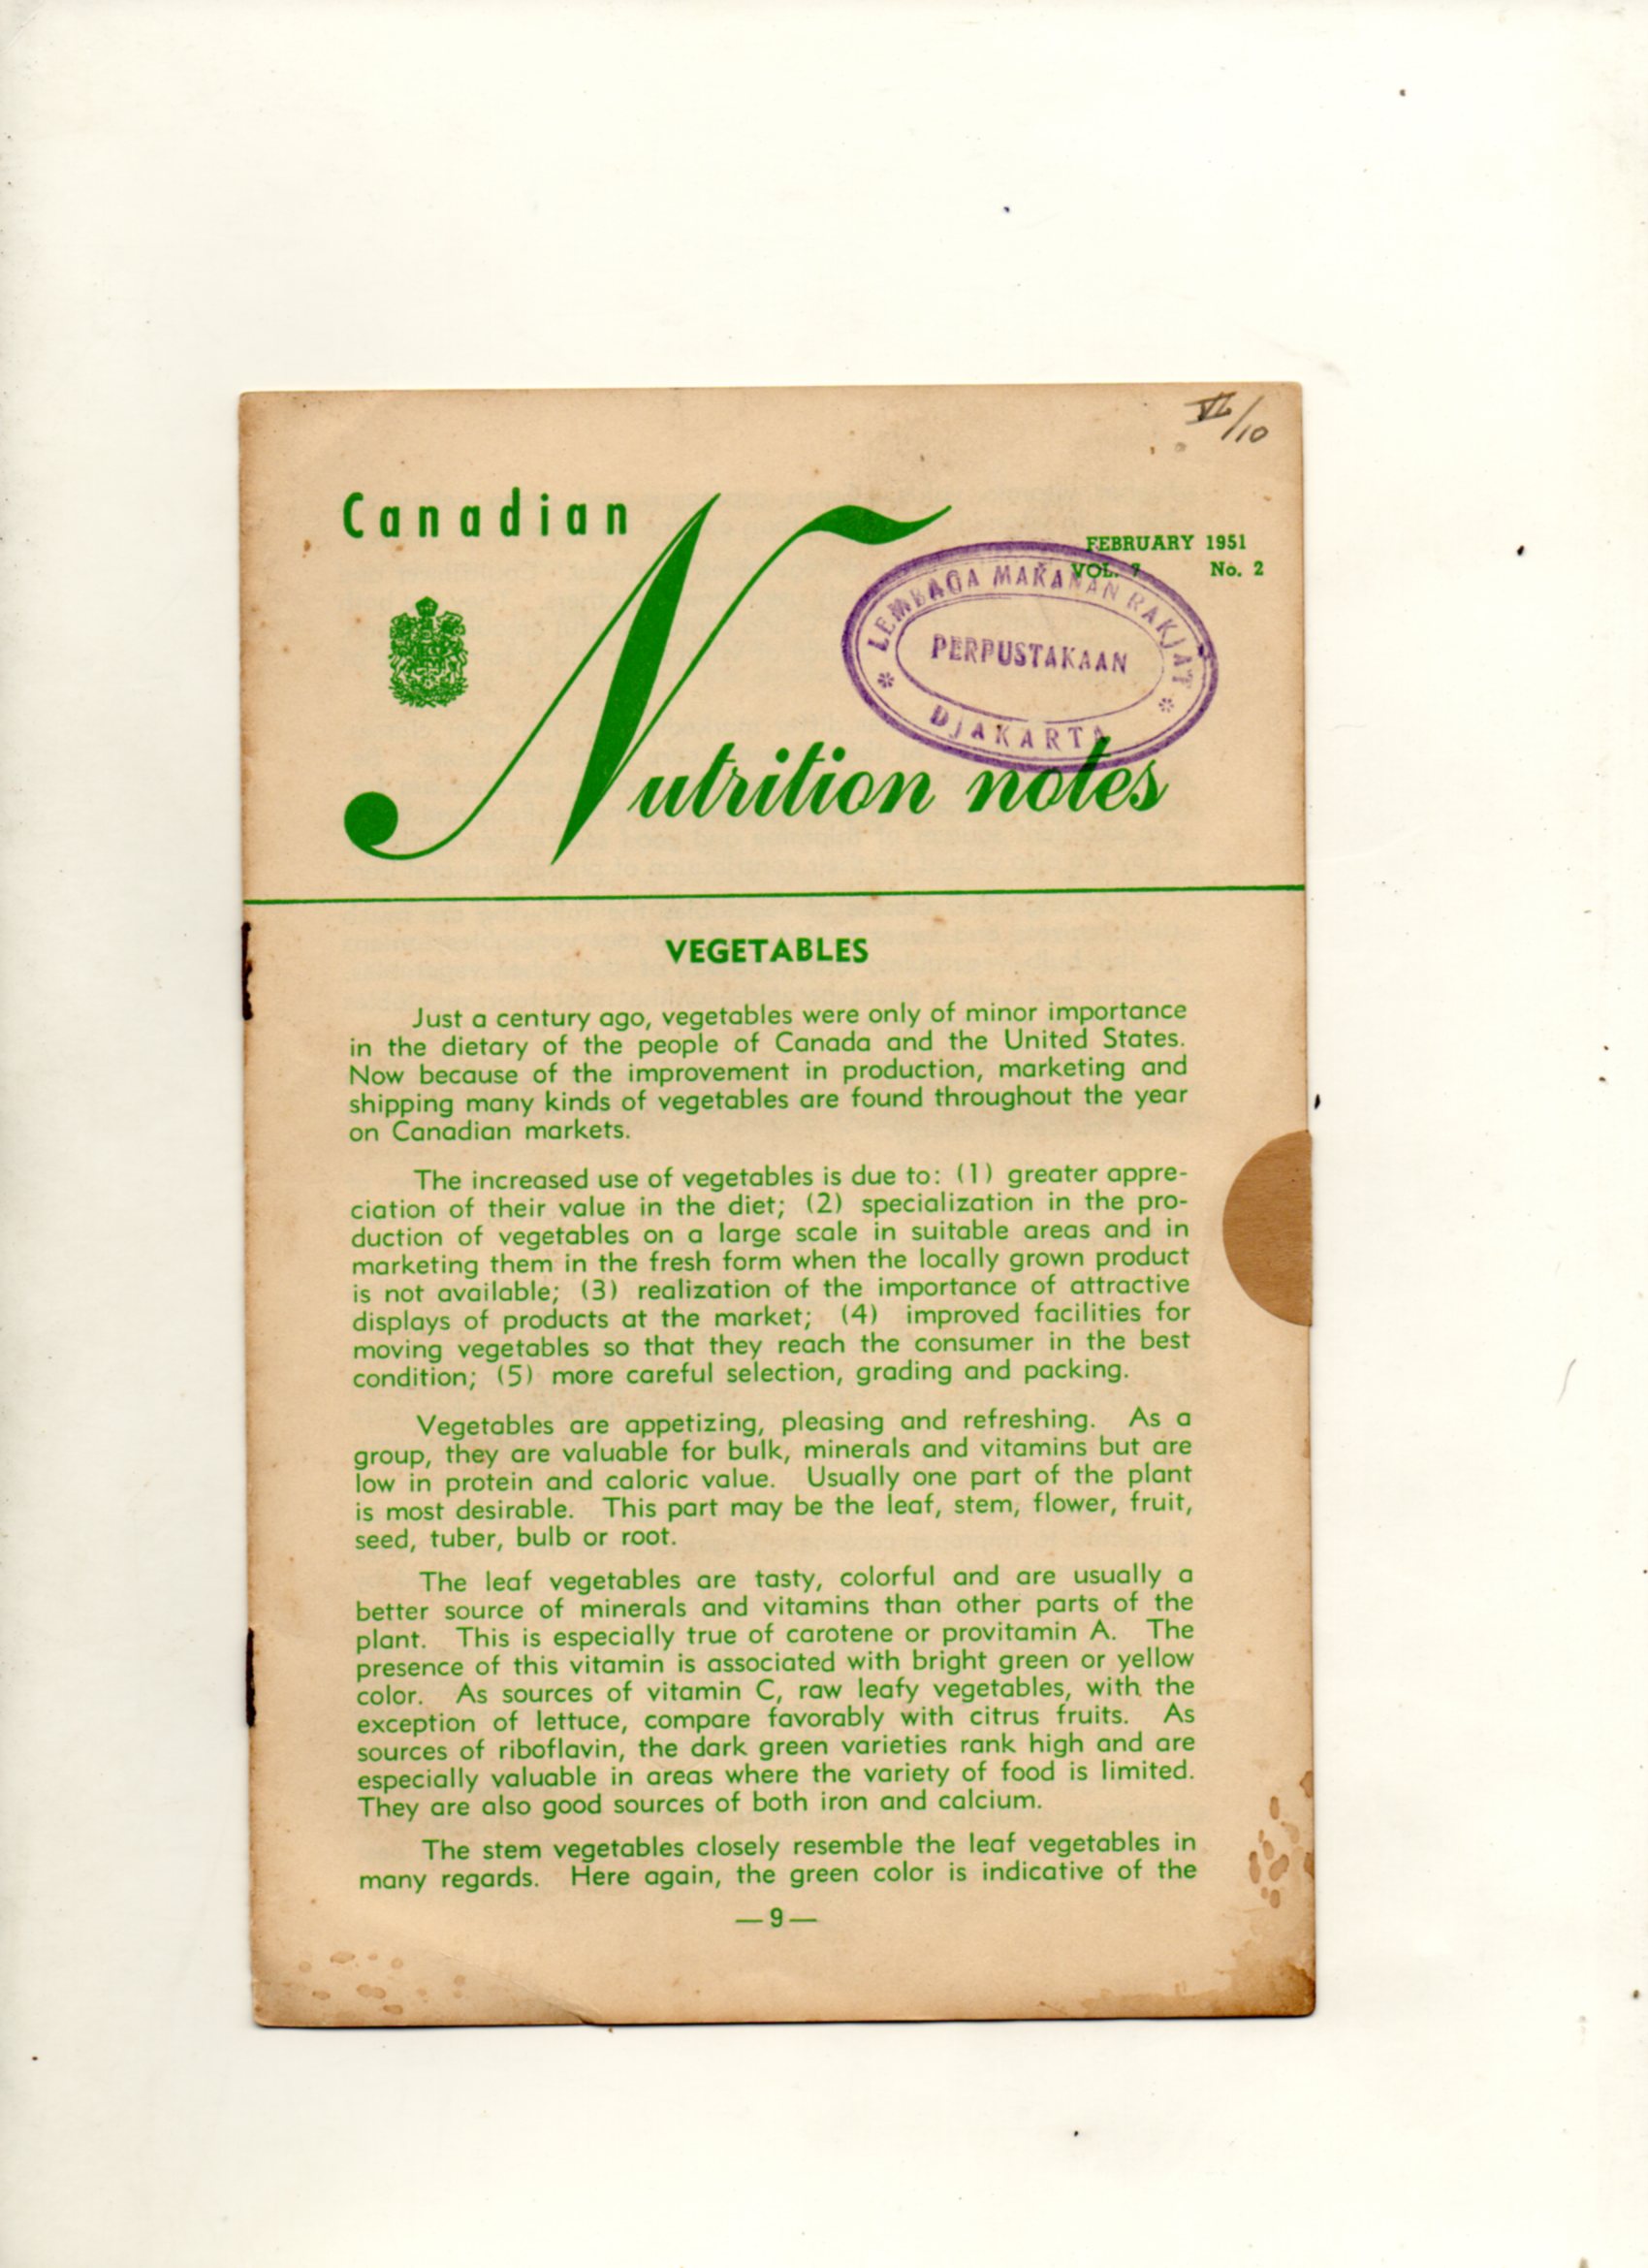 VI/10
Canadian
Nutrition notes
FEBRUARY 1951
VOL. 7 No. 2
LEMBAGA MAKANAN RAKJAT
PERPUSTAKAAN
DJAKARTA
VEGETABLES
Just a century ago, vegetables were only of minor importance
in the dietary of the people of Canada and the United States.
Now because of the improvement in production, marketing and
shipping many kinds of vegetables are found throughout the year
on Canadian markets.
The increased use of vegetables is due to: (1) greater appre-
ciation of their value in the diet; (2) specialization in the pro-
duction of vegetables on a large scale in suitable areas and in
marketing them in the fresh form when the locally grown product
is not available; (3) realization of the importance of attractive
displays of products at the market; (4) improved facilities for
moving vegetables so that they reach the consumer in the best
condition; (5) more careful selection, grading and packing.
Vegetables are appetizing, pleasing and refreshing. As a
group, they are valuable for bulk, minerals and vitamins but are
low in protein and caloric value. Usually one part of the plant
is most desirable. This part may be the leaf, stem, flower, fruit,
seed, tuber, bulb or root.
The leaf vegetables are tasty, colorful and are usually a
better source of minerals and vitamins than other parts of the
plant. This is especially true of carotene or provitamin A. The
presence of this vitamin is associated with bright green or yellow
color. As sources of vitamin C, raw leafy vegetables, with the
exception of lettuce, compare favorably with citrus fruits. As
sources of riboflavin, the dark green varieties rank high and are
especially valuable in areas where the variety of food is limited.
They are also good sources of both iron and calcium.
The stem vegetables closely resemble the leaf vegetables in
many regards. Here again, the green color is indicative of the
—9—